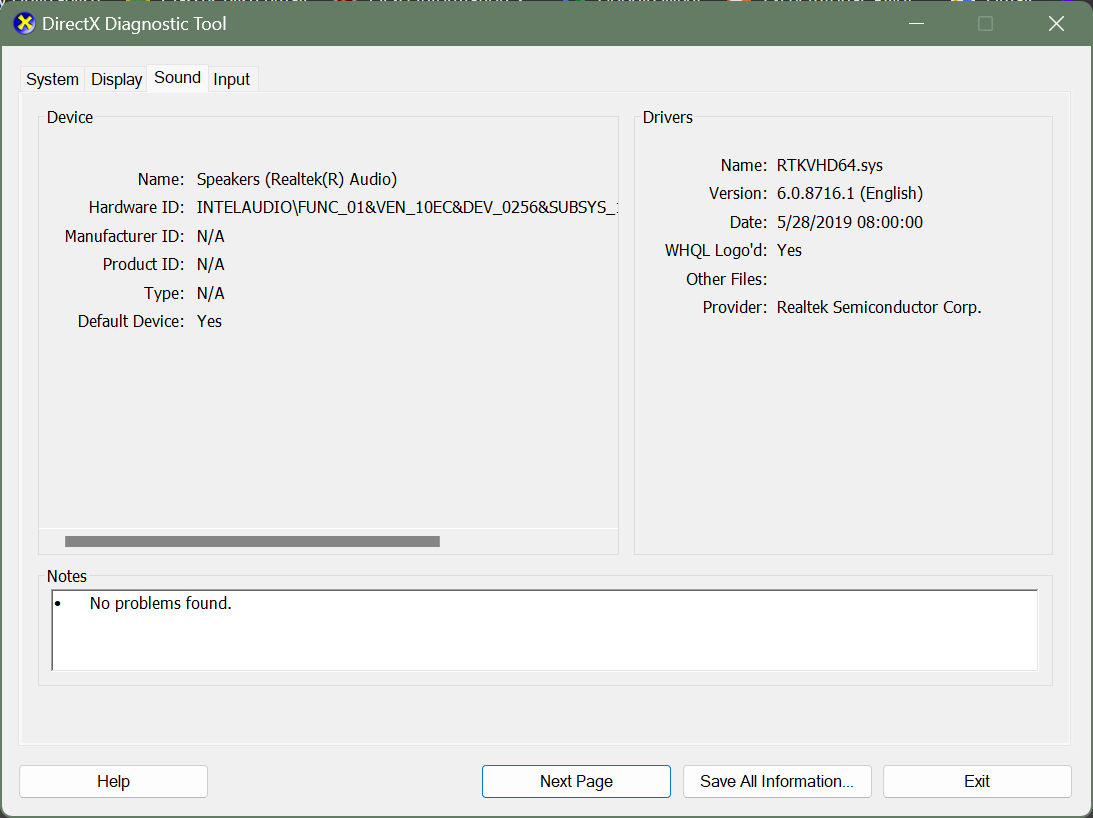 DirectX Diagnostic Tool
System Display Sound Input
Device
Name: Speakers (Realtek(R) Audio)
Hardware ID: INTELAUDIO\FUNC_01&VEN_10EC&DEV_0256&SUBSYS_
Manufacturer ID: N/A
Product ID: N/A
Type: N/A
Default Device: Yes
Drivers
Name: RTKVHD64.sys
Version: 6.0.8716.1 (English)
Date: 5/28/2019 08:00:00
WHQL Logo'd: Yes
Other Files:
Provider: Realtek Semiconductor Corp.
Notes
• No problems found.
Help Next Page Save All Information... Exit